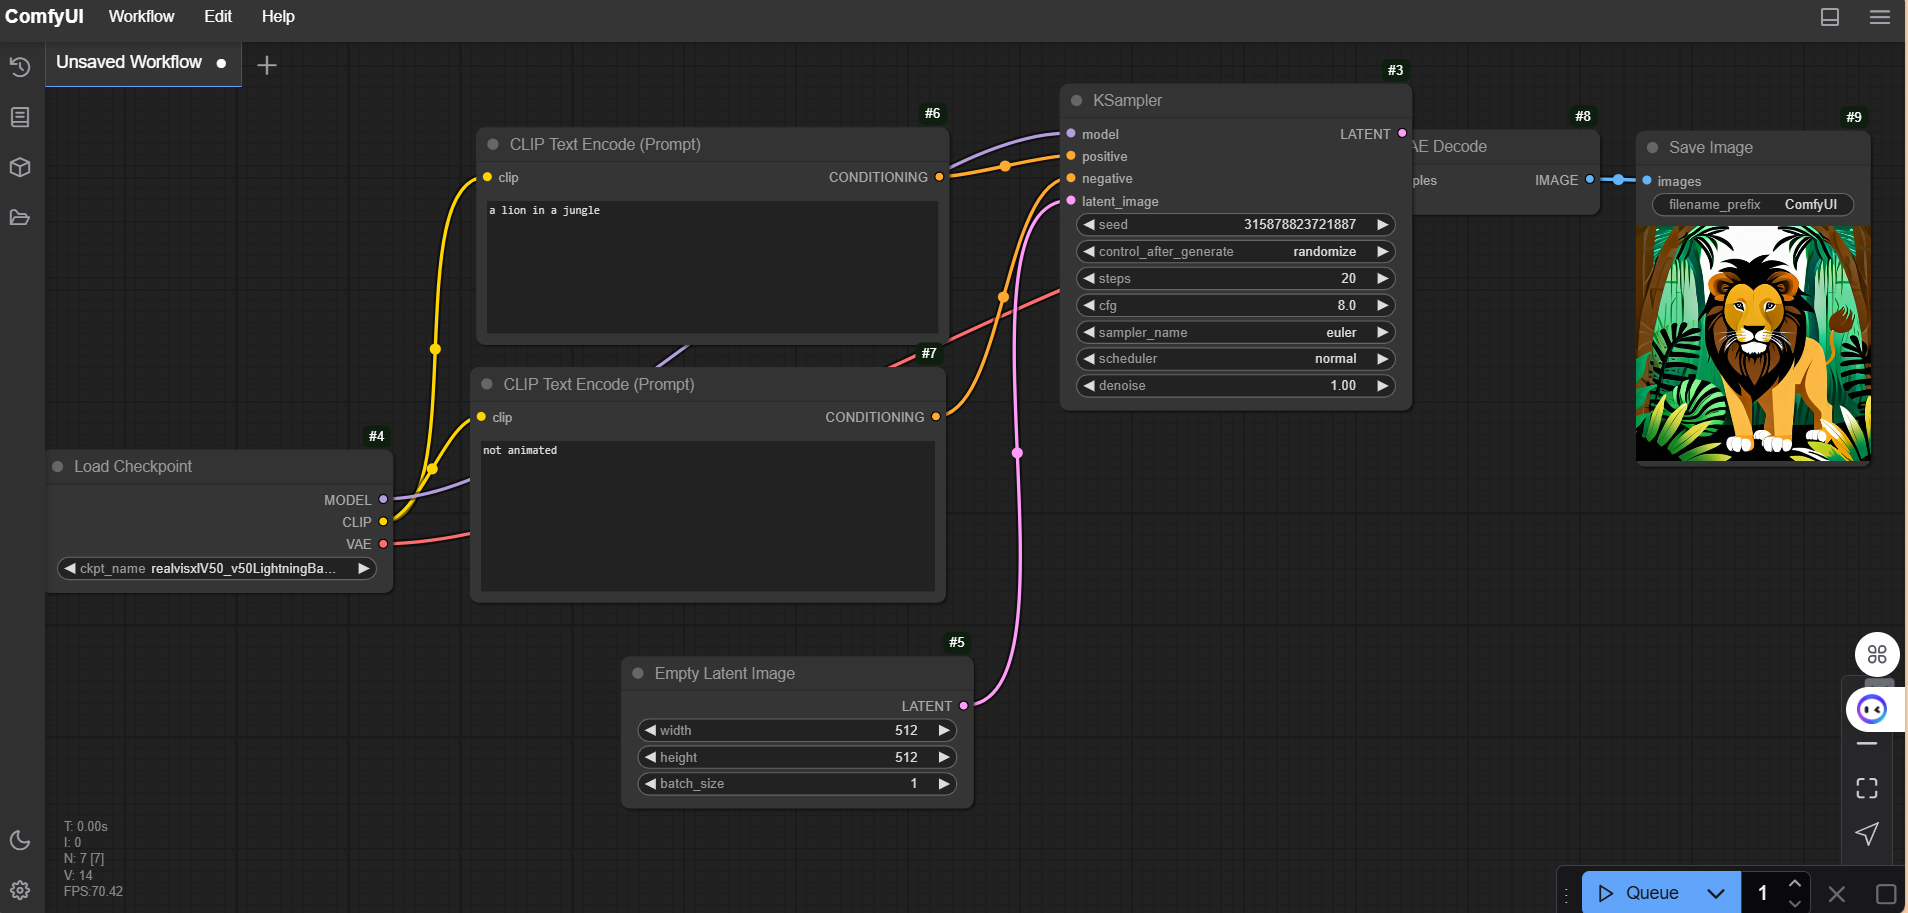 ComfyUI Workflow Edit Help
Unsaved Workflow
#6
CLIP Text Encode (Prompt)
clip CONDITIONING
a lion in a jungle
#7
CLIP Text Encode (Prompt)
clip CONDITIONING
not animated
#4
Load Checkpoint
MODEL
CLIP
VAE
ckpt_name realvisxlV50_v50LightningBa...
#5
Empty Latent Image
LATENT
width 512
height 512
batch_size 1
#3
KSampler
model LATENT
positive
negative
latent_image
seed 315878823721887
control_after_generate randomize
steps 20
cfg 8.0
sampler_name euler
scheduler normal
denoise 1.00
#8
AE Decode
ples IMAGE
#9
Save Image
images
filename_prefix ComfyUI
T: 0.00s
I: 0
N: 7 [7]
V: 14
FPS:70.42
Queue 1